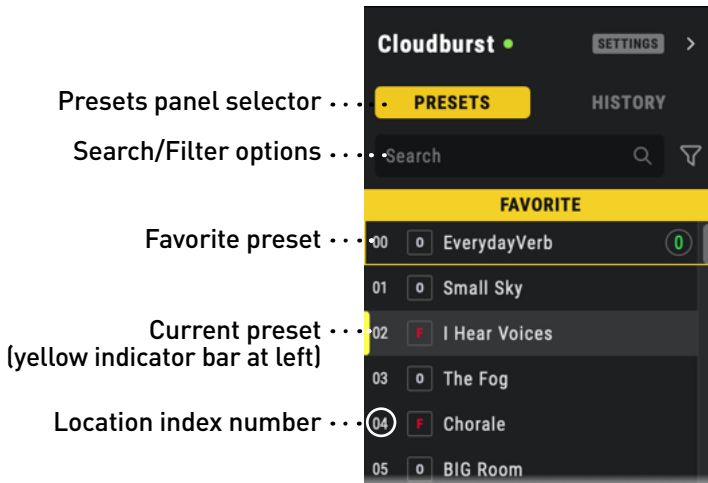 Cloudburst SETTINGS >
Presets panel selector PRESETS HISTORY
Search/Filter options Search
FAVORITE
Favorite preset 00 O EverydayVerb 0
01 O Small Sky
Current preset 02 F I Hear Voices
(yellow indicator bar at left)
03 O The Fog
Location index number 04 F Chorale
05 O BIG Room